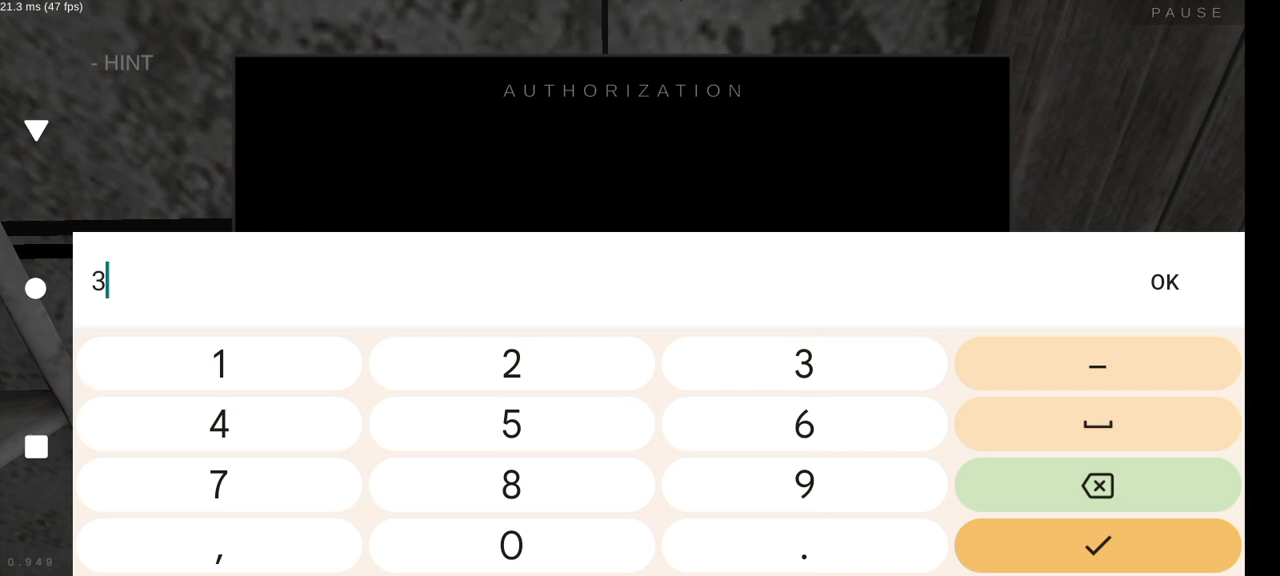 21.3 ms (47 fps)
PAUSE
- HINT
AUTHORIZATION
3
OK
1 2 3 –
4 5 6
7 8 9
, 0 .
0.949